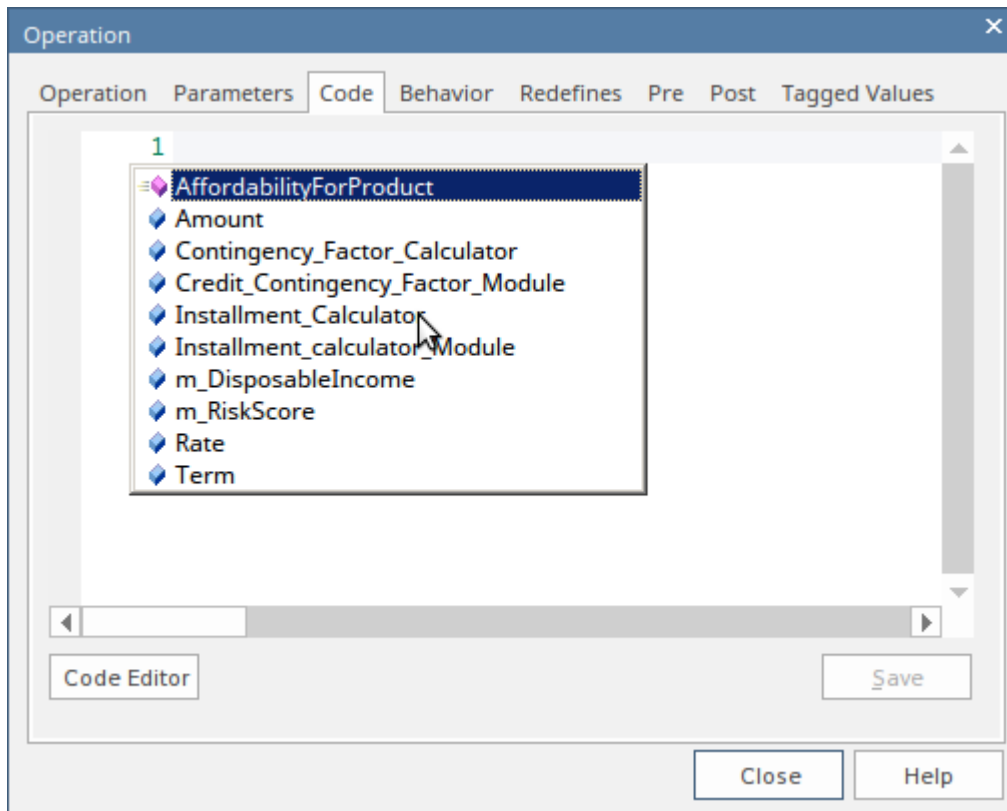 Operation
Operation Parameters Code Behavior Redefines Pre Post Tagged Values
1
AffordabilityForProduct
Amount
Contingency_Factor_Calculator
Credit_Contingency_Factor_Module
Installment_Calculator
Installment_calculator_Module
m_DisposableIncome
m_RiskScore
Rate
Term
Code Editor Save
Close Help